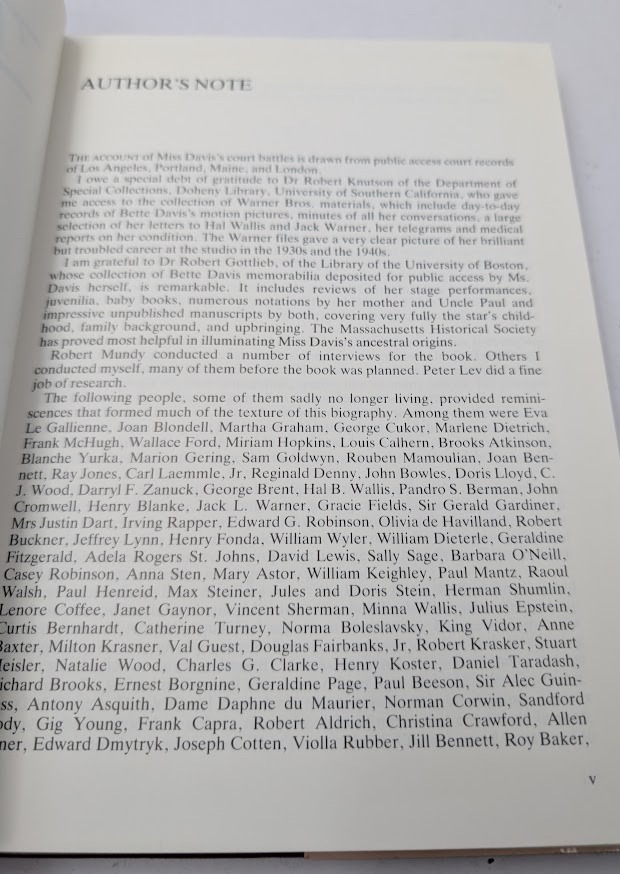 AUTHOR'S NOTE
THE ACCOUNT of Miss Davis's court battles is drawn from public access court records
of Los Angeles, Portland, Maine, and London.
I owe a special debt of gratitude to Dr Robert Knutson of the Department of
Special Collections, Doheny Library, University of Southern California, who gave
me access to the collection of Warner Bros. materials, which include day-to-day
records of Bette Davis's motion pictures, minutes of all her conversations, a large
selection of her letters to Hal Wallis and Jack Warner, her telegrams and medical
reports on her condition. The Warner files gave a very clear picture of her brilliant
but troubled career at the studio in the 1930s and the 1940s.
I am grateful to Dr Robert Gottlieb, of the Library of the University of Boston,
whose collection of Bette Davis memorabilia deposited for public access by Ms.
Davis herself, is remarkable. It includes reviews of her stage performances,
juvenilia, baby books, numerous notations by her mother and Uncle Paul and
impressive unpublished manuscripts by both, covering very fully the star's child-
hood, family background, and upbringing. The Massachusetts Historical Society
has proved most helpful in illuminating Miss Davis's ancestral origins.
Robert Mundy conducted a number of interviews for the book. Others I
conducted myself, many of them before the book was planned. Peter Lev did a fine
job of research.
The following people, some of them sadly no longer living, provided remini-
scences that formed much of the texture of this biography. Among them were Eva
Le Gallienne, Joan Blondell, Martha Graham, George Cukor, Marlene Dietrich,
Frank McHugh, Wallace Ford, Miriam Hopkins, Louis Calhern, Brooks Atkinson,
Blanche Yurka, Marion Gering, Sam Goldwyn, Rouben Mamoulian, Joan Ben-
nett, Ray Jones, Carl Laemmle, Jr, Reginald Denny, John Bowles, Doris Lloyd, C.
J. Wood, Darryl F. Zanuck, George Brent, Hal B. Wallis, Pandro S. Berman, John
Cromwell, Henry Blanke, Jack L. Warner, Gracie Fields, Sir Gerald Gardiner,
Mrs Justin Dart, Irving Rapper, Edward G. Robinson, Olivia de Havilland, Robert
Buckner, Jeffrey Lynn, Henry Fonda, William Wyler, William Dieterle, Geraldine
Fitzgerald, Adela Rogers St. Johns, David Lewis, Sally Sage, Barbara O'Neill,
Casey Robinson, Anna Sten, Mary Astor, William Keighley, Paul Mantz, Raoul
Walsh, Paul Henreid, Max Steiner, Jules and Doris Stein, Herman Shumlin,
Lenore Coffee, Janet Gaynor, Vincent Sherman, Minna Wallis, Julius Epstein,
Curtis Bernhardt, Catherine Turney, Norma Boleslavsky, King Vidor, Anne
Baxter, Milton Krasner, Val Guest, Douglas Fairbanks, Jr, Robert Krasker, Stuart
eisler, Natalie Wood, Charles G. Clarke, Henry Koster, Daniel Taradash,
ichard Brooks, Ernest Borgnine, Geraldine Page, Paul Beeson, Sir Alec Guin-
ss, Antony Asquith, Dame Daphne du Maurier, Norman Corwin, Sandford
ody, Gig Young, Frank Capra, Robert Aldrich, Christina Crawford, Allen
ner, Edward Dmytryk, Joseph Cotten, Violla Rubber, Jill Bennett, Roy Baker,
v